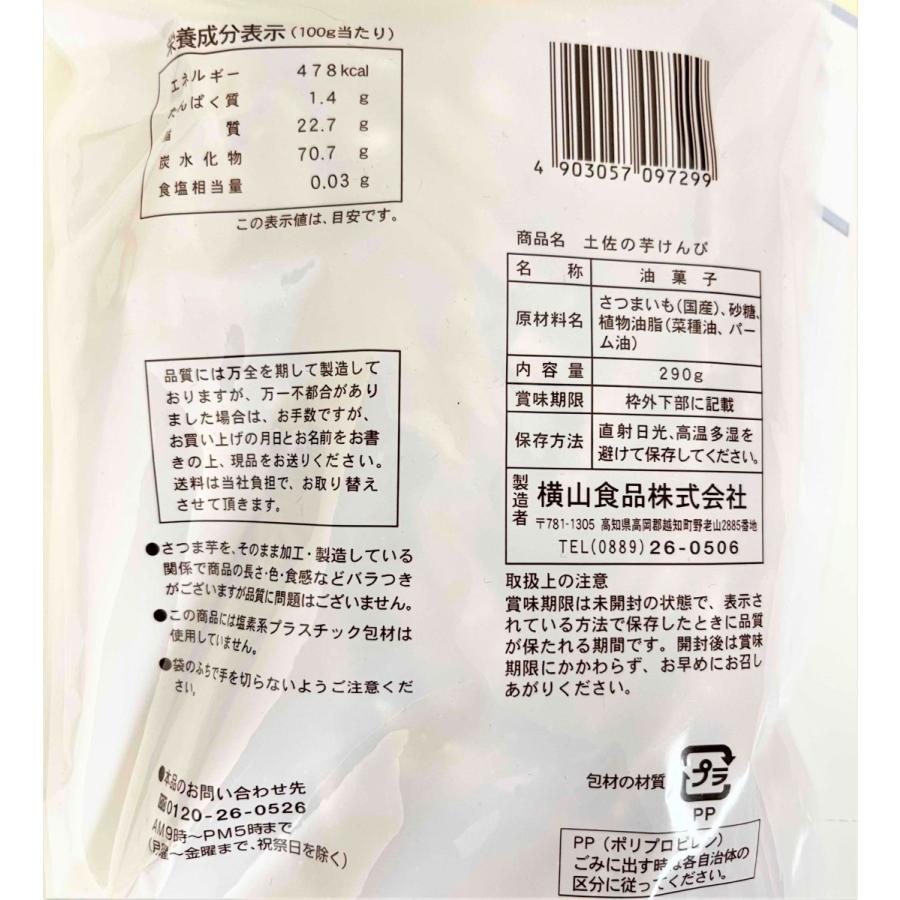 栄養成分表示(100g当たり)
エネルギー 478kcal
たんぱく質 1.4 g
脂質 22.7 g
炭水化物 70.7 g
食塩相当量 0.03 g
この表示値は、目安です。
品質には万全を期して製造して
おりますが、万一不都合があり
ました場合は、お手数ですが、
お買い上げの月日とお名前をお書
きの上、現品をお送りください。
送料は当社負担で、お取り替え
させて頂きます。
●さつま芋を、そのまま加工・製造している
関係で商品の長さ・色・食感などバラつき
がございますが品質に問題はございません。
●この商品には塩素系プラスチック包材は
使用していません。
●袋のふちで手を切らないようご注意くだ
さい。
●本品のお問い合わせ先
0120-26-0526
AM9時~PM5時まで
(月曜~金曜まで、祝祭日を除く)
4 903057 097299
商品名 土佐の芋けんぴ
名称 油菓子
原材料名 さつまいも(国産)、砂糖、
植物油脂(菜種油、パー
ム油)
内容量 290g
賞味期限 枠外下部に記載
保存方法 直射日光、高温多湿を
避けて保存してください。
製造者 横山食品株式会社
〒781-1305 高知県高岡郡越知町野老山2885番地
TEL(0889)26-0506
取扱上の注意
賞味期限は未開封の状態で、表示さ
れている方法で保存したときに品質
が保たれる期間です。開封後は賞味
期限にかかわらず、お早めにお召し
あがりください。
包材の材質 プラ
PP
PP(ポリプロピレン)
ごみに出す時は各自治体の
区分に従ってください。